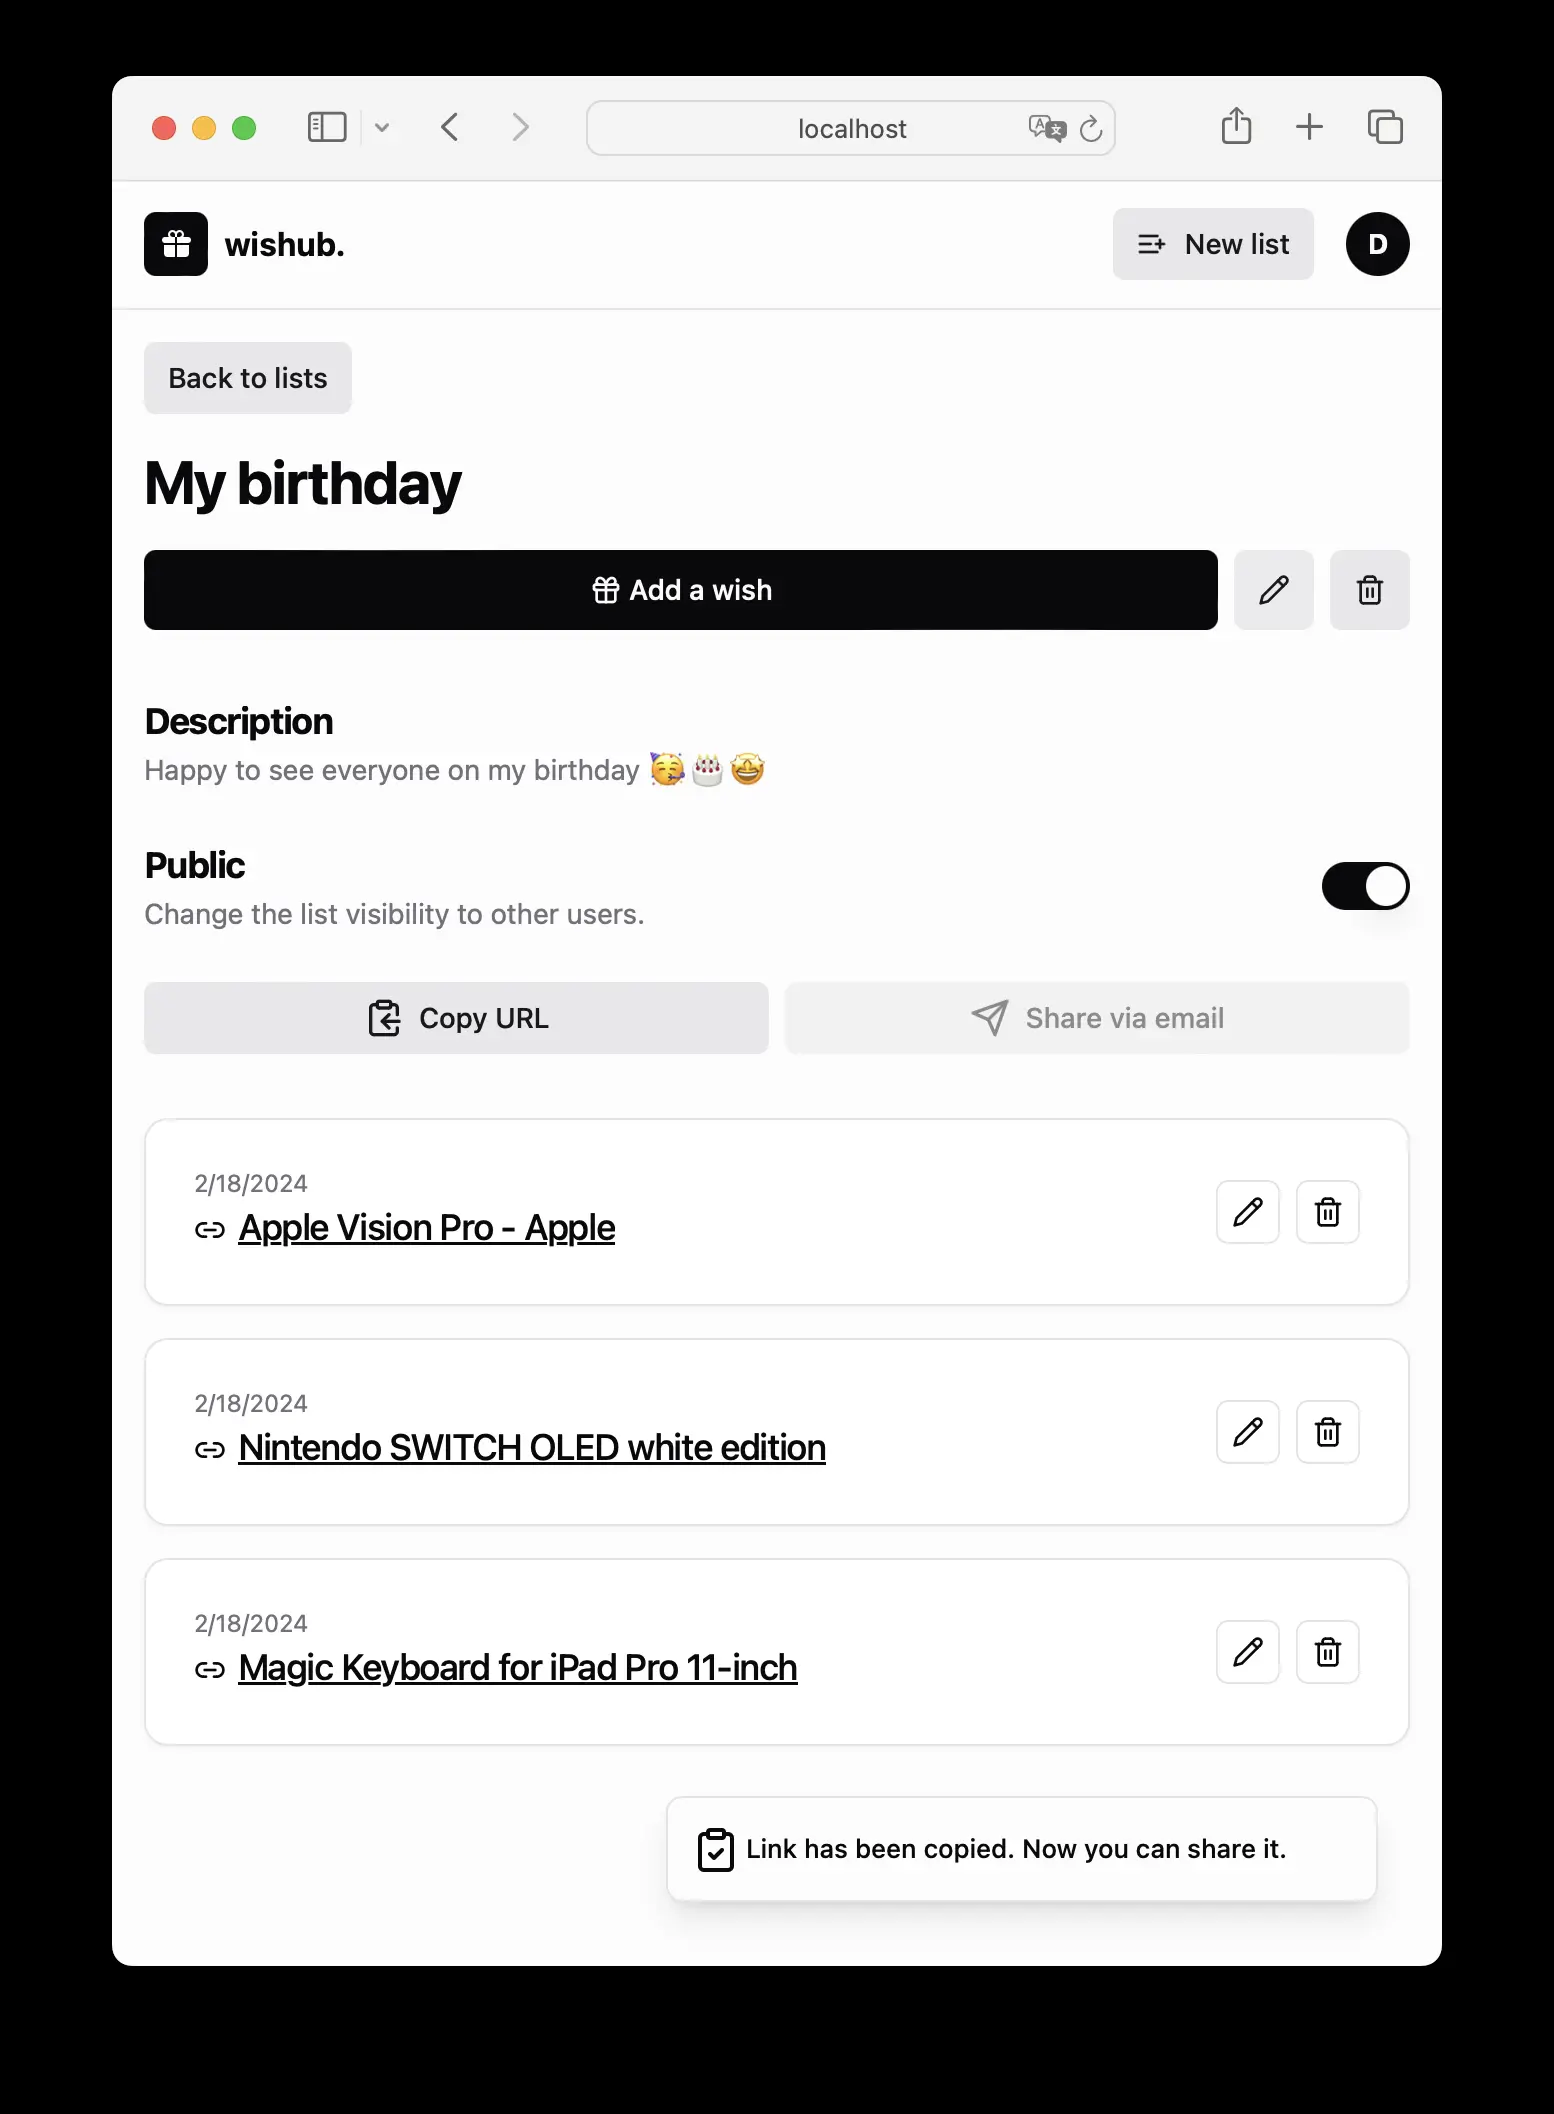 localhost
wishub.
New list
D
Back to lists
My birthday
Add a wish
Description
Happy to see everyone on my birthday 🥳🎂🤩
Public
Change the list visibility to other users.
Copy URL
Share via email
2/18/2024
Apple Vision Pro - Apple
2/18/2024
Nintendo SWITCH OLED white edition
2/18/2024
Magic Keyboard for iPad Pro 11-inch
Link has been copied. Now you can share it.